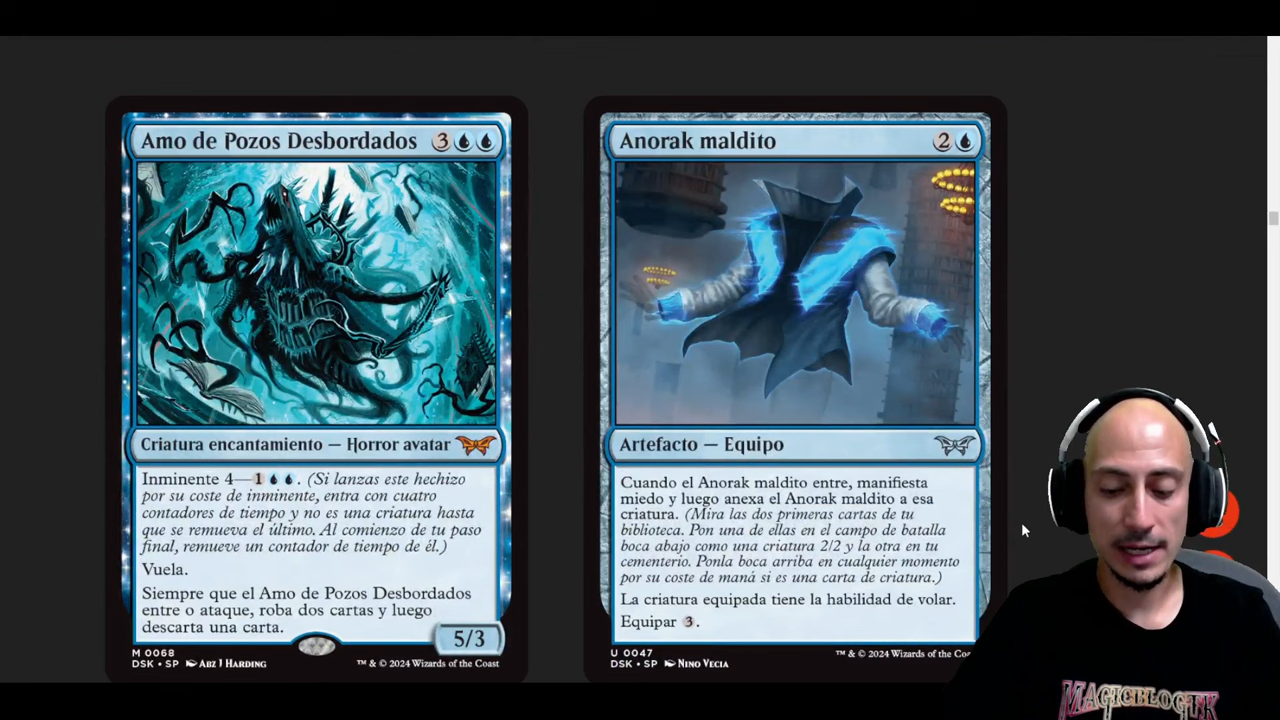 Amo de Pozos Desbordados 3
Criatura encantamiento — Horror avatar
Inminente 4—1. (Si lanzas este hechizo
por su coste de inminente, entra con cuatro
contadores de tiempo y no es una criatura hasta
que se remueva el último. Al comienzo de tu paso
final, remueve un contador de tiempo de él.)
Vuela.
Siempre que el Amo de Pozos Desbordados
entre o ataque, roba dos cartas y luego
descarta una carta.
5/3
M 0068
DSK • SP ABZ J HARDING
™ & © 2024 Wizards of the Coast
Anorak maldito 2
Artefacto — Equipo
Cuando el Anorak maldito entre, manifiesta
miedo y luego anexa el Anorak maldito a esa
criatura. (Mira las dos primeras cartas de tu
biblioteca. Pon una de ellas en el campo de batalla
boca abajo como una criatura 2/2 y la otra en tu
cementerio. Ponla boca arriba en cualquier momento
por su coste de maná si es una carta de criatura.)
La criatura equipada tiene la habilidad de volar.
Equipar 3.
U 0047
DSK • SP NINO VECIA
™ & © 2024 Wizards of the Coa
MAGICBLOGTK